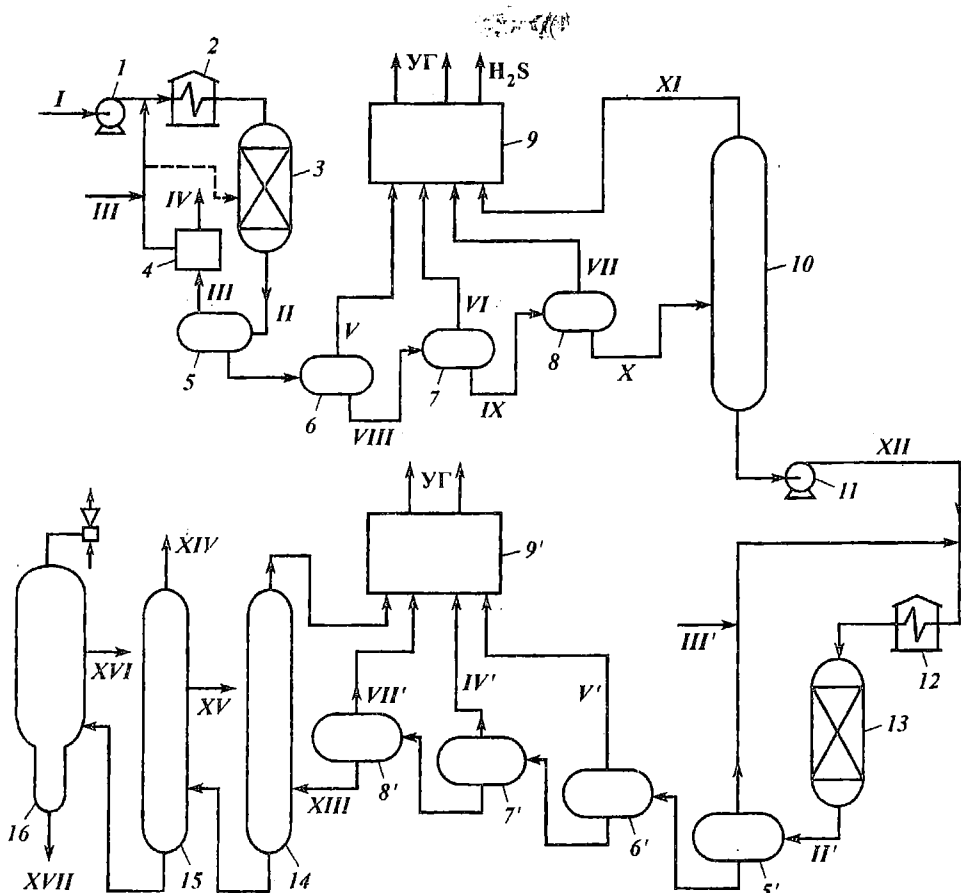 УГ H₂S XI
2
1
I
9
3
III IV
4
III II V VI VII 10
5 6 7 8
VIII IX X
XII
УГ 11
XIV 9'
III'
XVI 12
XV VII' IV' V' 13
XIII 8'
7'
16 6' II'
XVII 15 14 5'